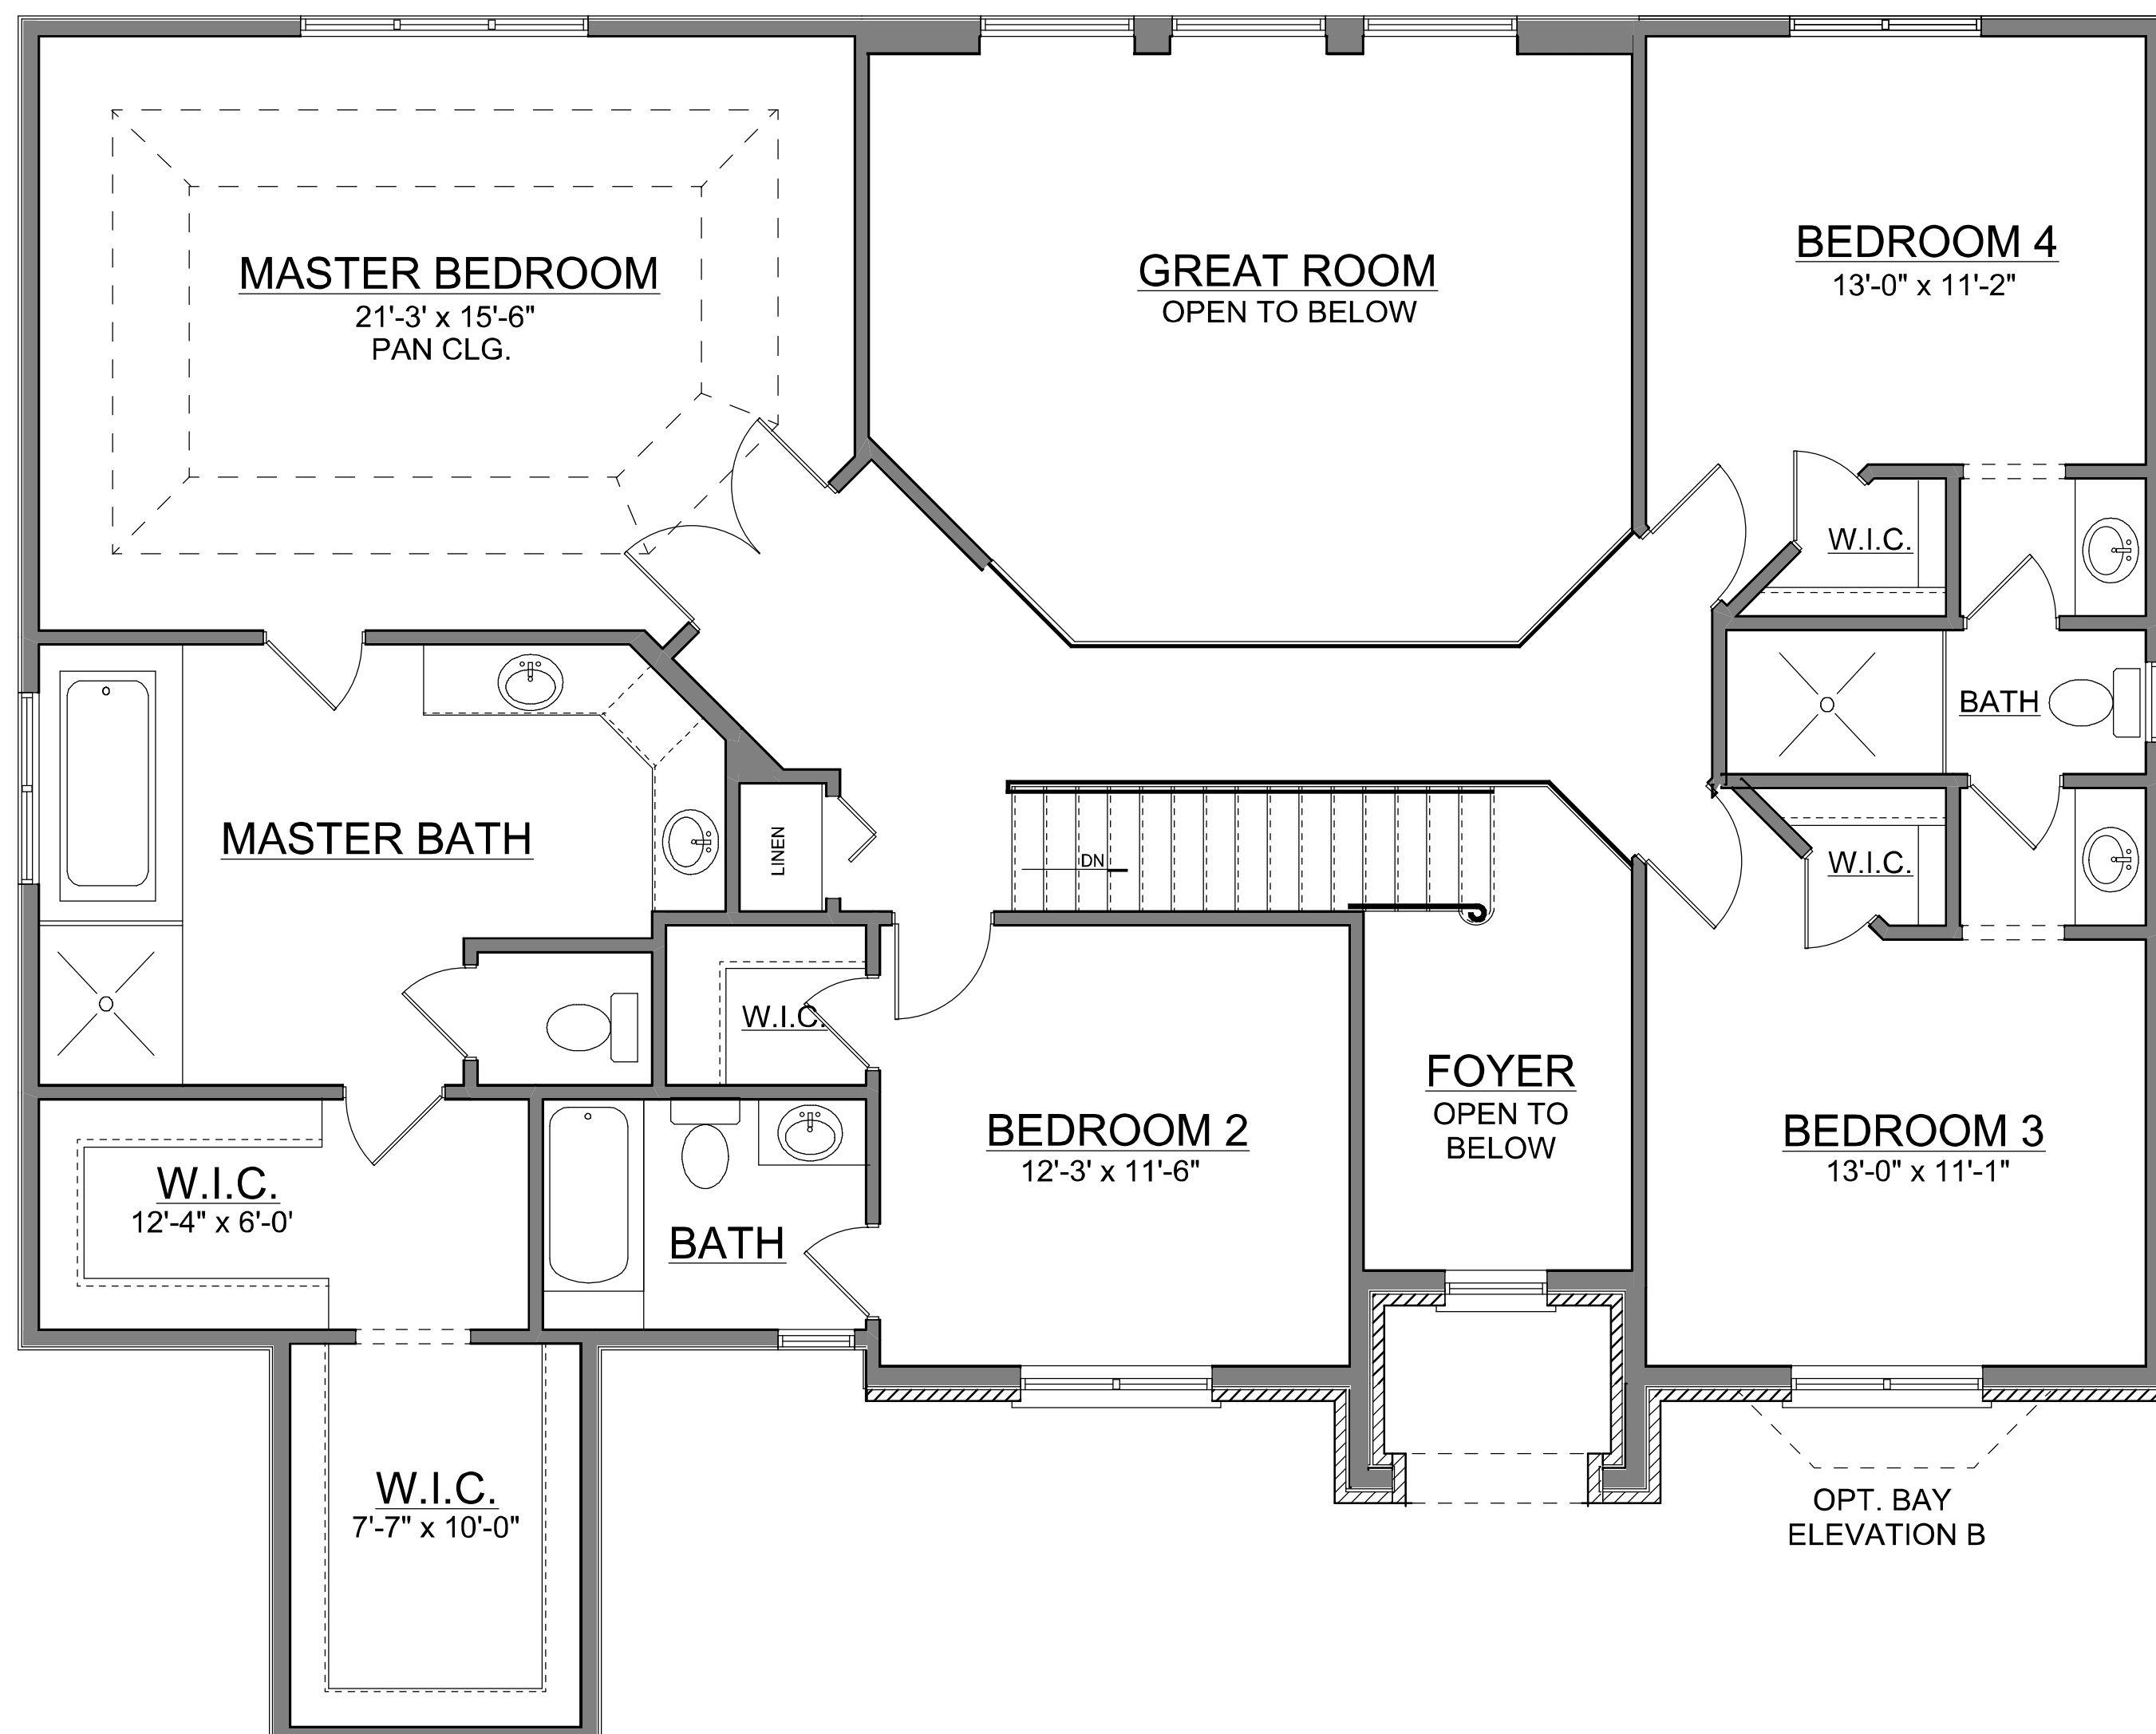 MASTER BEDROOM
21'-3' x 15'-6"
PAN CLG.
GREAT ROOM
OPEN TO BELOW
BEDROOM 4
13'-0" x 11'-2"
W.I.C.
BATH
MASTER BATH
LINEN
DN
W.I.C.
W.I.C.
FOYER
OPEN TO
BELOW
BEDROOM 2
12'-3' x 11'-6"
BEDROOM 3
13'-0" x 11'-1"
W.I.C.
12'-4" x 6'-0'
BATH
W.I.C.
7'-7" x 10'-0"
OPT. BAY
ELEVATION B